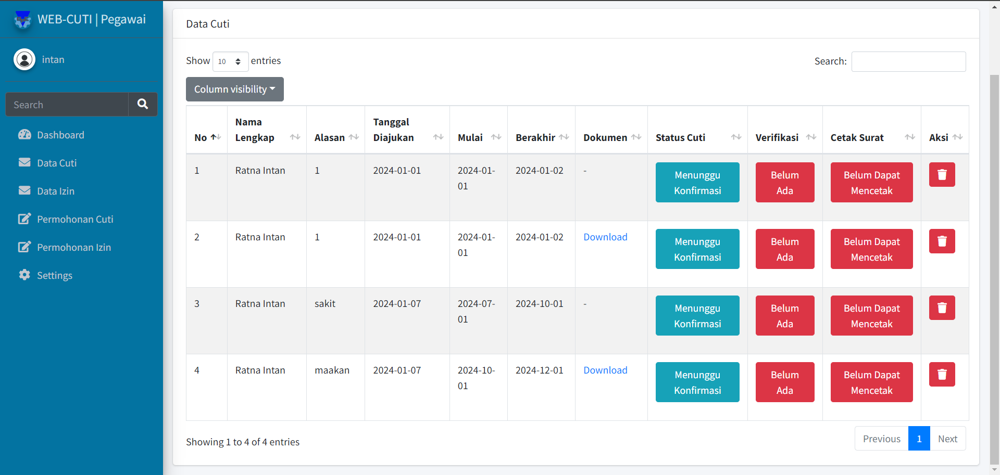 WEB-CUTI | Pegawai
intan
Search
Dashboard
Data Cuti
Data Izin
Permohonan Cuti
Permohonan Izin
Settings
Data Cuti
Show 10 entries
Search:
Column visibility
No Nama Lengkap Alasan Tanggal Diajukan Mulai Berakhir Dokumen Status Cuti Verifikasi Cetak Surat Aksi
1 Ratna Intan 1 2024-01-01 2024-01-01 2024-01-02 - Menunggu Konfirmasi Belum Ada Belum Dapat Mencetak
2 Ratna Intan 1 2024-01-01 2024-01-01 2024-01-02 Download Menunggu Konfirmasi Belum Ada Belum Dapat Mencetak
3 Ratna Intan sakit 2024-01-07 2024-07-01 2024-10-01 - Menunggu Konfirmasi Belum Ada Belum Dapat Mencetak
4 Ratna Intan maakan 2024-01-07 2024-10-01 2024-12-01 Download Menunggu Konfirmasi Belum Ada Belum Dapat Mencetak
Showing 1 to 4 of 4 entries
Previous 1 Next